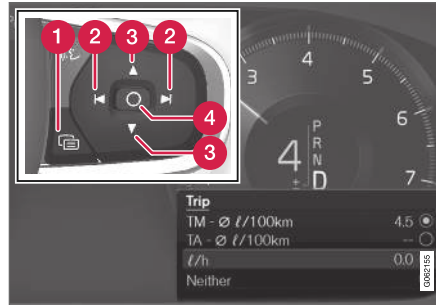 1
2
3
2
4
3
3
4
5
6
7
4
±
P
R
N
D
Trip
TM - Ø ℓ/100km 4.5
TA - Ø ℓ/100km --
ℓ/h 0.0
Neither
G062155